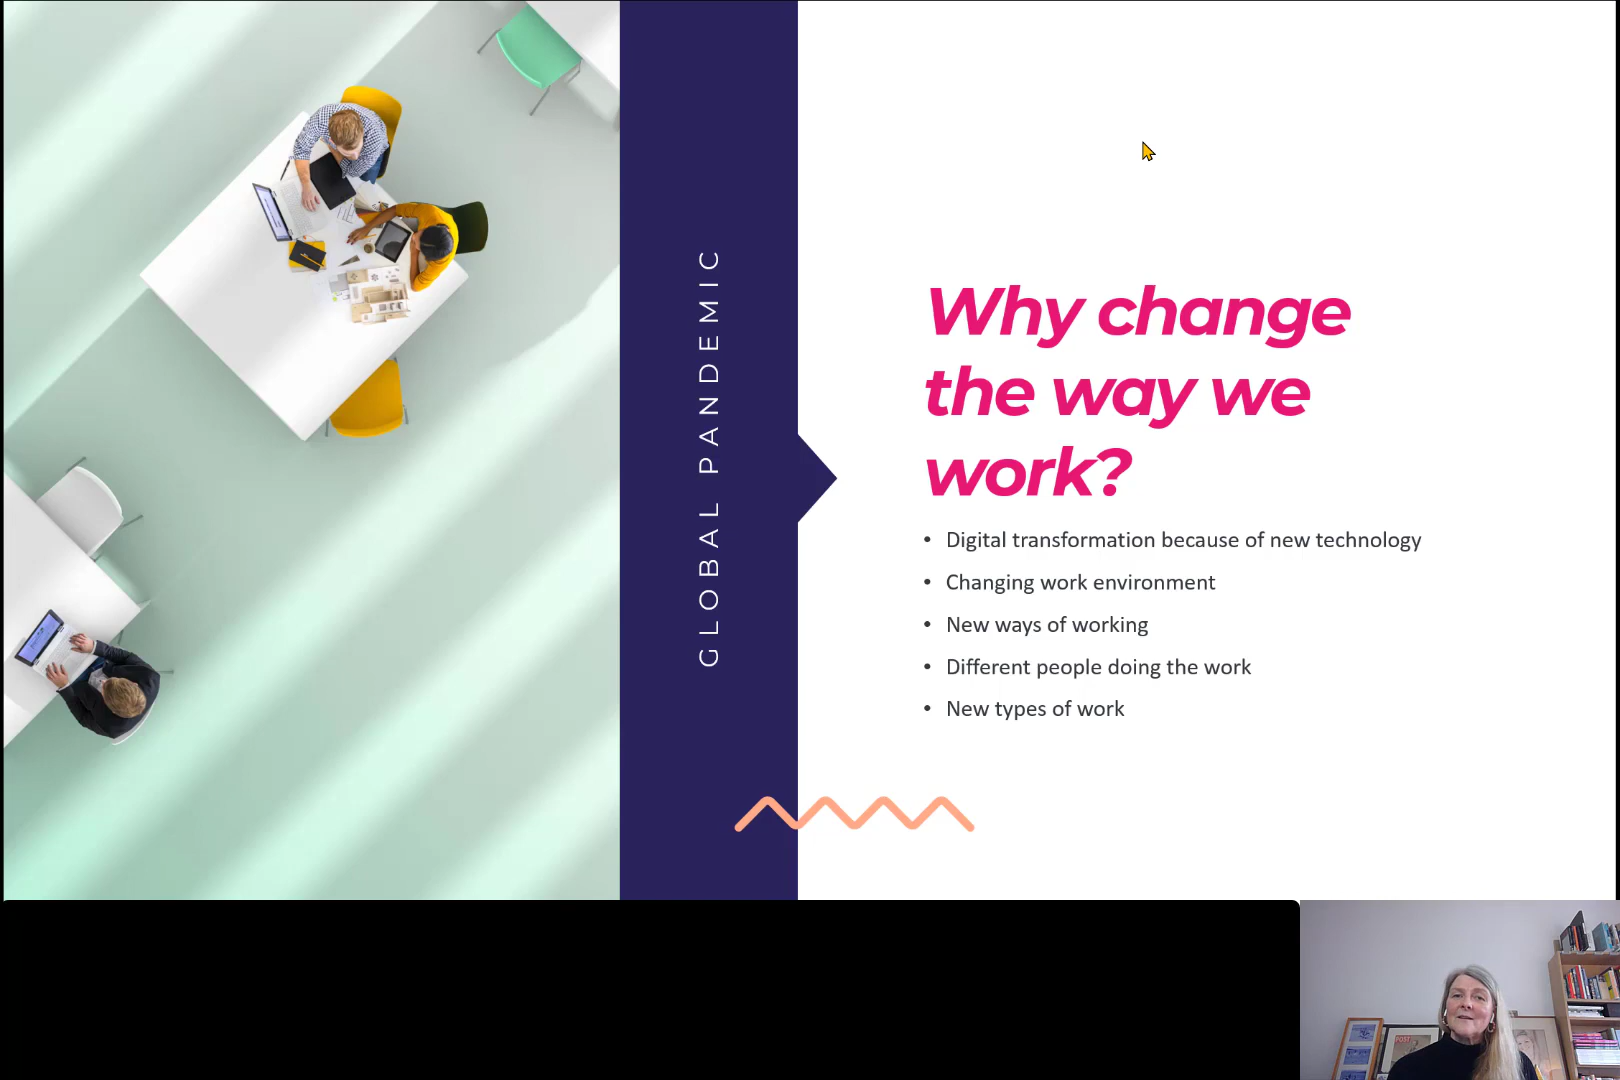 GLOBAL PANDEMIC
Why change
the way we
work?
• Digital transformation because of new technology
• Changing work environment
• New ways of working
• Different people doing the work
• New types of work
POST